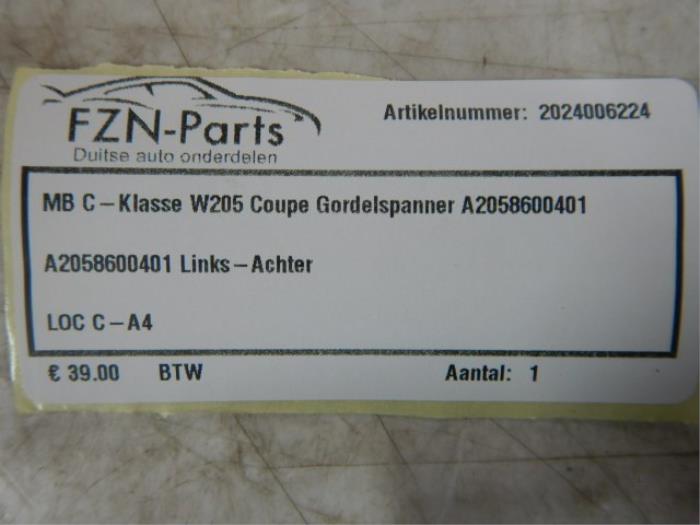 FZN-Parts
Duitse auto onderdelen
Artikelnummer: 2024006224
MB C-Klasse W205 Coupe Gordelspanner A2058600401
A2058600401 Links-Achter
LOC C-A4
€ 39.00 BTW Aantal: 1